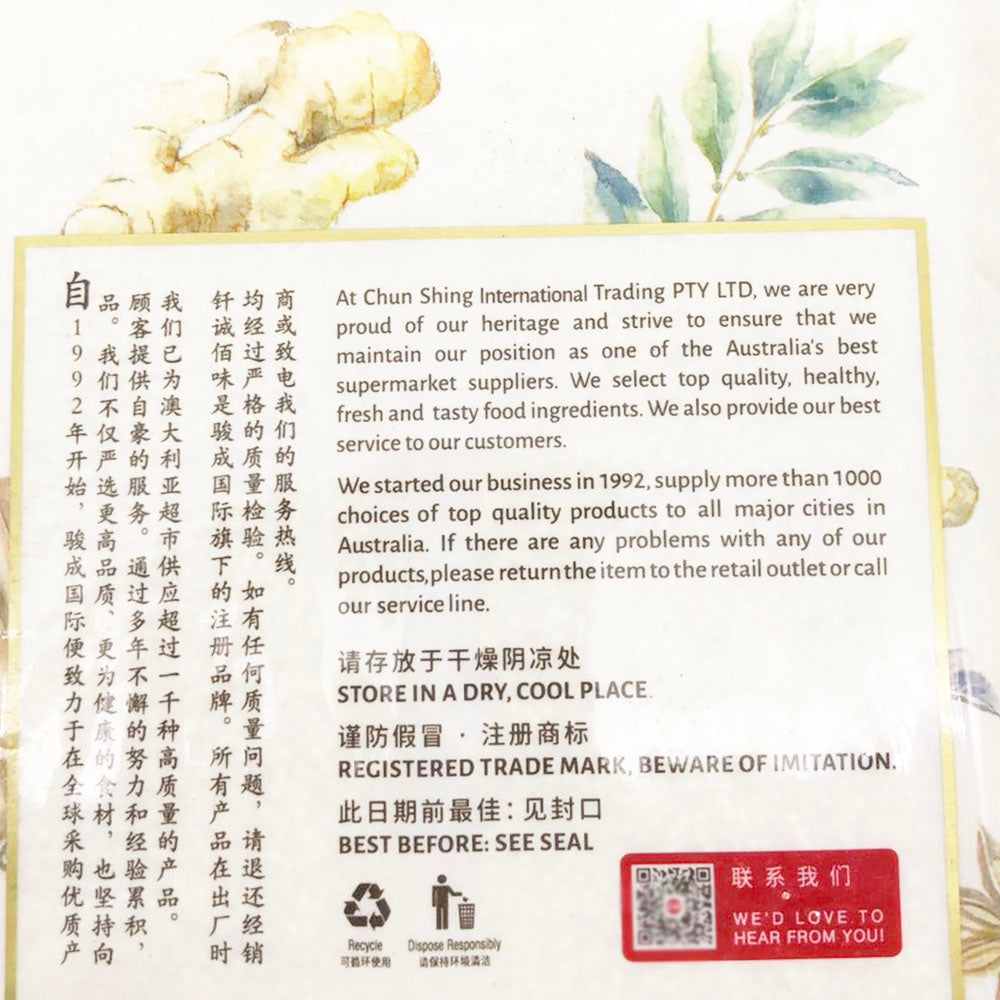 自1992年开始，骏成国际便致力于在全球采购优质产
品。我们不仅严选更高品质、更为健康的食材，也坚持向
顾客提供自豪的服务。通过多年不懈的努力和经验累积，
我们已为澳大利亚超市供应超过一千种高质量的产品。
钎诚佰味是骏成国际旗下的注册品牌。所有产品在出厂时
均经过严格的质量检验。如有任何质量问题，请退还经销
商或致电我们的服务热线。
At Chun Shing International Trading PTY LTD, we are very
proud of our heritage and strive to ensure that we
maintain our position as one of the Australia's best
supermarket suppliers. We select top quality, healthy,
fresh and tasty food ingredients. We also provide our best
service to our customers.
We started our business in 1992, supply more than 1000
choices of top quality products to all major cities in
Australia. If there are any problems with any of our
products,please return the item to the retail outlet or call
our service line.
请存放于干燥阴凉处
STORE IN A DRY, COOL PLACE.
谨防假冒 · 注册商标
REGISTERED TRADE MARK, BEWARE OF IMITATION.
此日期前最佳：见封口
BEST BEFORE: SEE SEAL
Recycle
可循环使用
Dispose Responsibly
请保持环境清洁
联系我们
WE'D LOVE TO
HEAR FROM YOU!